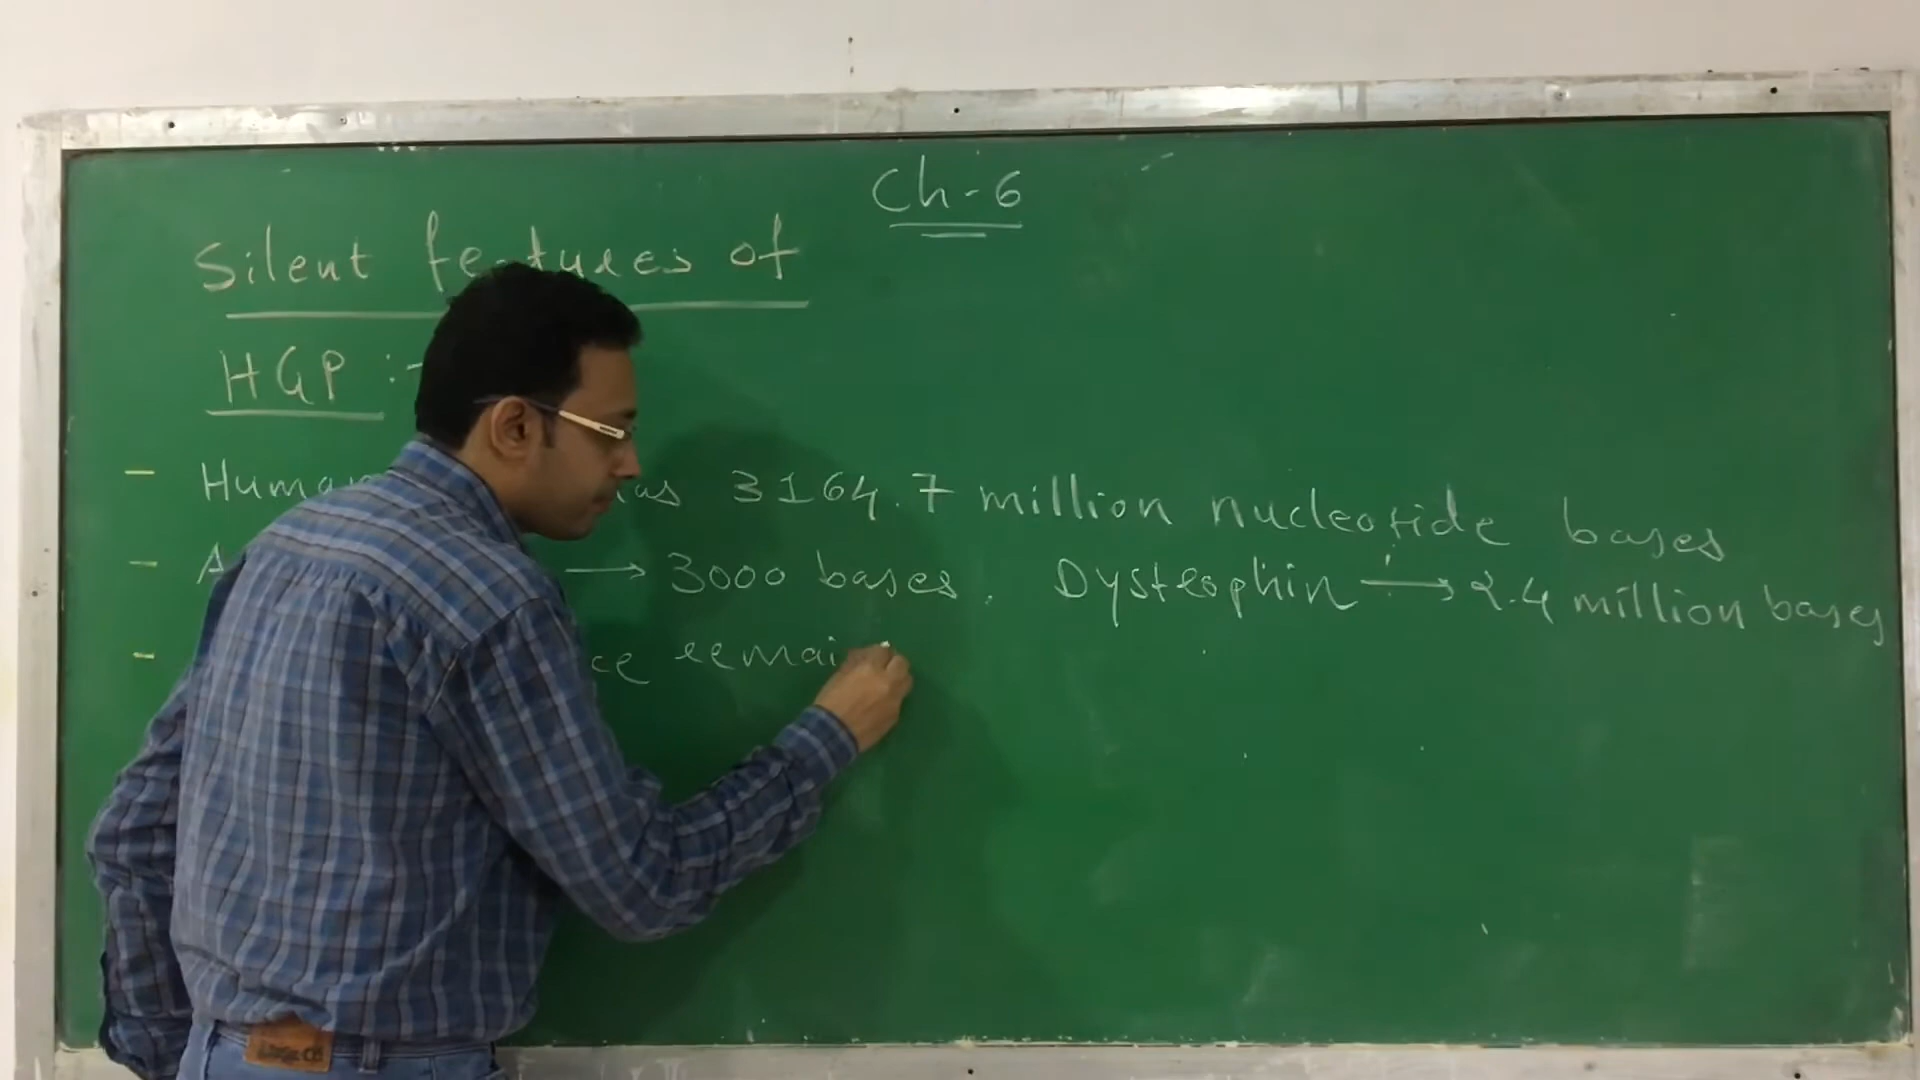 Ch-6
Silent features of
HGP :-
- Human has 3164.7 million nucleotide bases
- A → 3000 bases. Dystrophin → 2.4 million bases
- ce remai